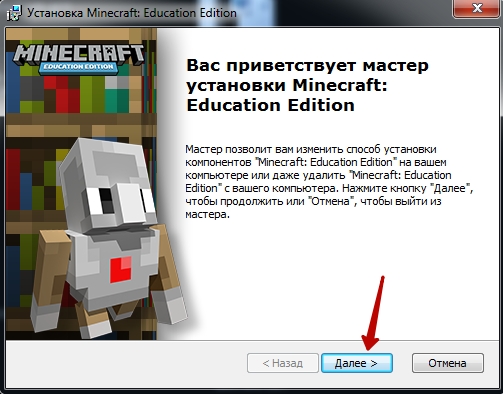 Установка Minecraft: Education Edition
MINECRAFT
EDUCATION EDITION
Вас приветствует мастер
установки Minecraft:
Education Edition
Мастер позволит вам изменить способ установки
компонентов "Minecraft: Education Edition" на вашем
компьютере или даже удалить "Minecraft: Education
Edition" с вашего компьютера. Нажмите кнопку "Далее",
чтобы продолжить или "Отмена", чтобы выйти из
мастера.
< Назад
Далее >
Отмена